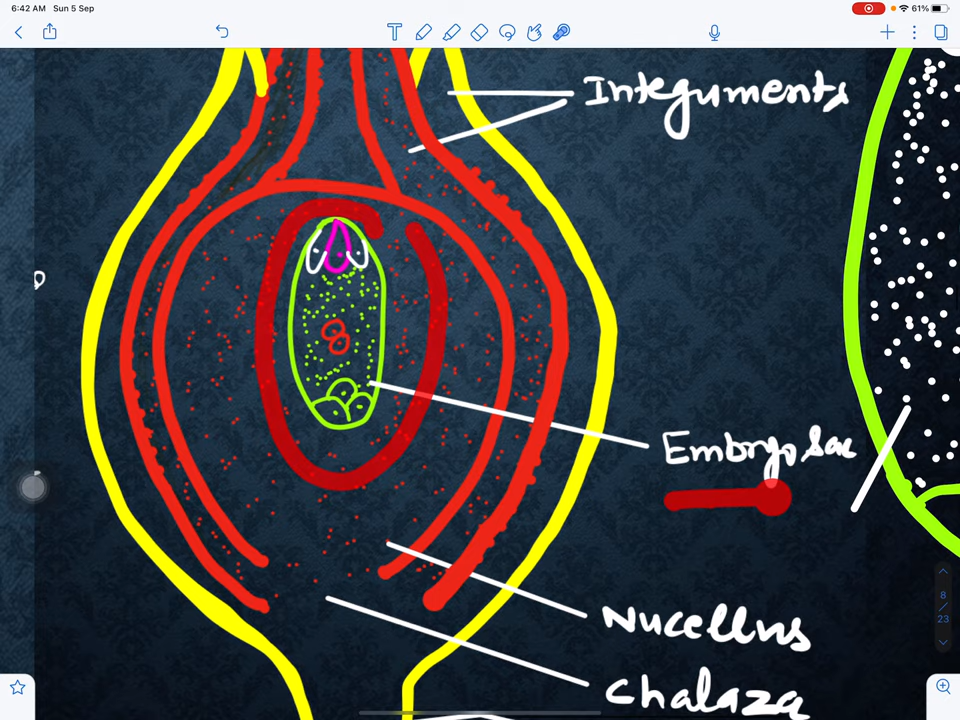 6:42 AM Sun 5 Sep
61%
Integuments
Embryo Sac
Nucellus
Chalaza
8
/
23